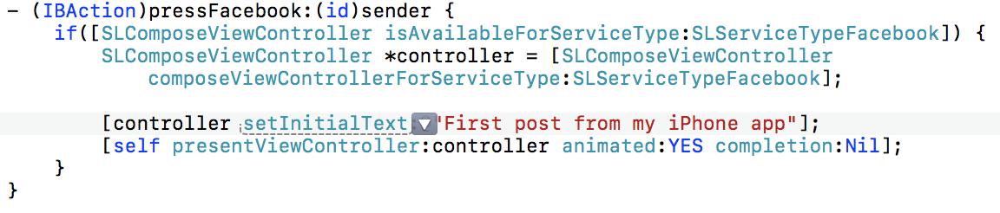 - (IBAction)pressFacebook:(id)sender {
    if([SLComposeViewController isAvailableForServiceType:SLServiceTypeFacebook]) {
        SLComposeViewController *controller = [SLComposeViewController
            composeViewControllerForServiceType:SLServiceTypeFacebook];
        [controller setInitialText "First post from my iPhone app"];
        [self presentViewController:controller animated:YES completion:Nil];
    }
}